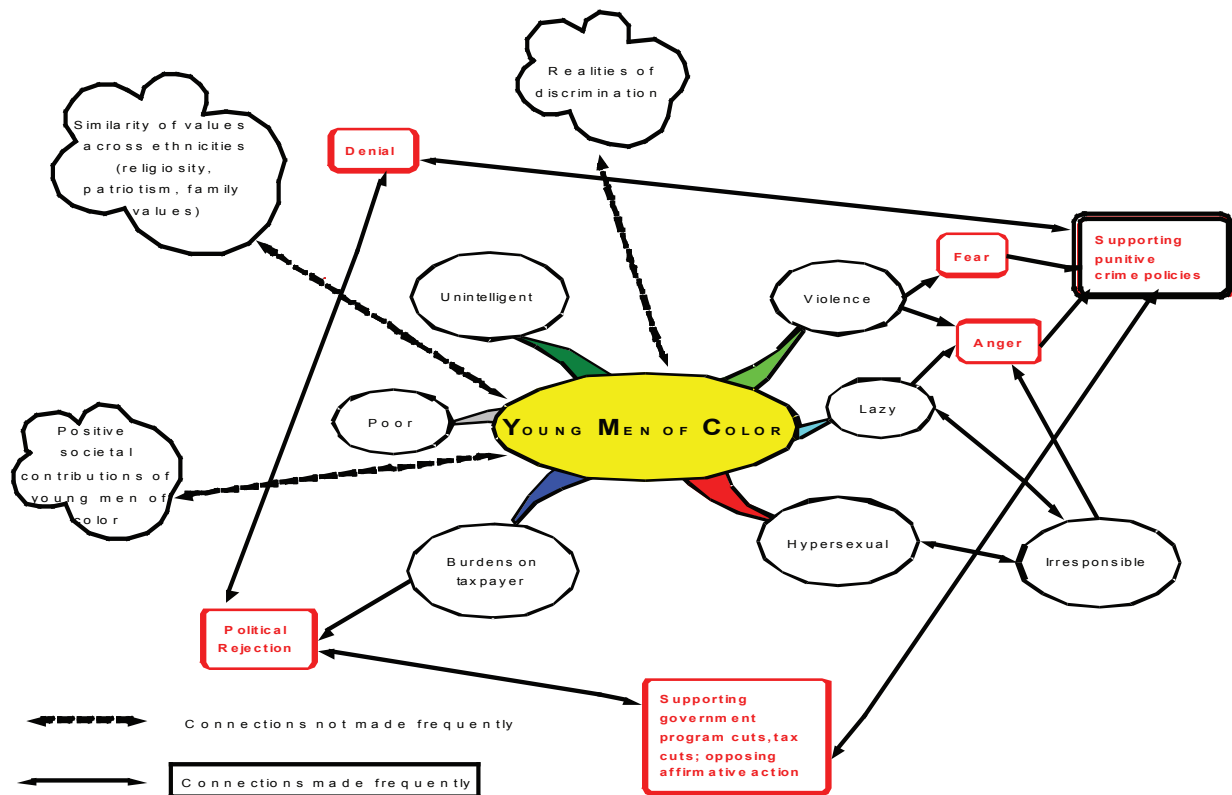 Realities of
discrimination
Similarity of values
across ethnicities
(religiosity,
patriotism, family
values)
Denial
Supporting
punitive
crime policies
Fear
Unintelligent
Violence
Anger
Poor
YOUNG MEN OF COLOR
Lazy
Positive
societal
contributions of
young men of
color
Hypersexual
Irresponsible
Burdens on
taxpayer
Political
Rejection
Supporting
government
program cuts, tax
cuts; opposing
affirmative action
Connections not made frequently
Connections made frequently